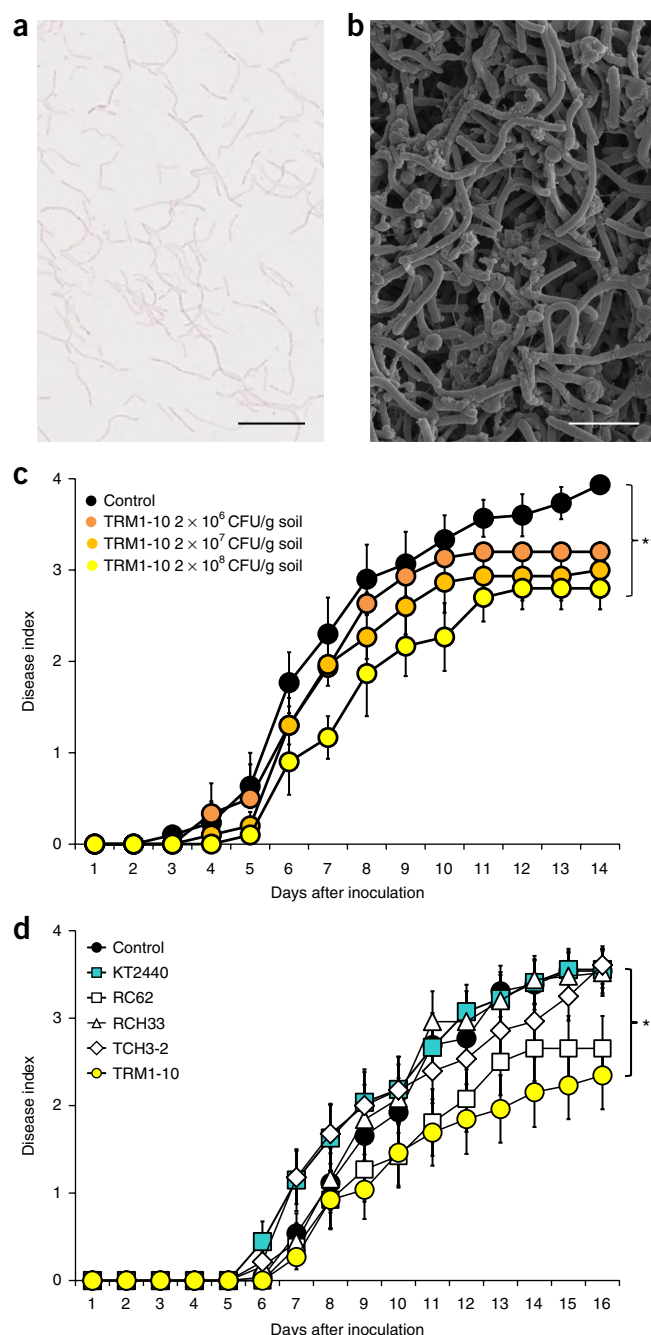 a
b
c
4
3
2
1
0
Disease index
Control
TRM1-10 2 × 10⁶ CFU/g soil
TRM1-10 2 × 10⁷ CFU/g soil
TRM1-10 2 × 10⁸ CFU/g soil
**
1 2 3 4 5 6 7 8 9 10 11 12 13 14
Days after inoculation
d
4
3
2
1
0
Disease index
Control
KT2440
RC62
RCH33
TCH3-2
TRM1-10
*
1 2 3 4 5 6 7 8 9 10 11 12 13 14 15 16
Days after inoculation